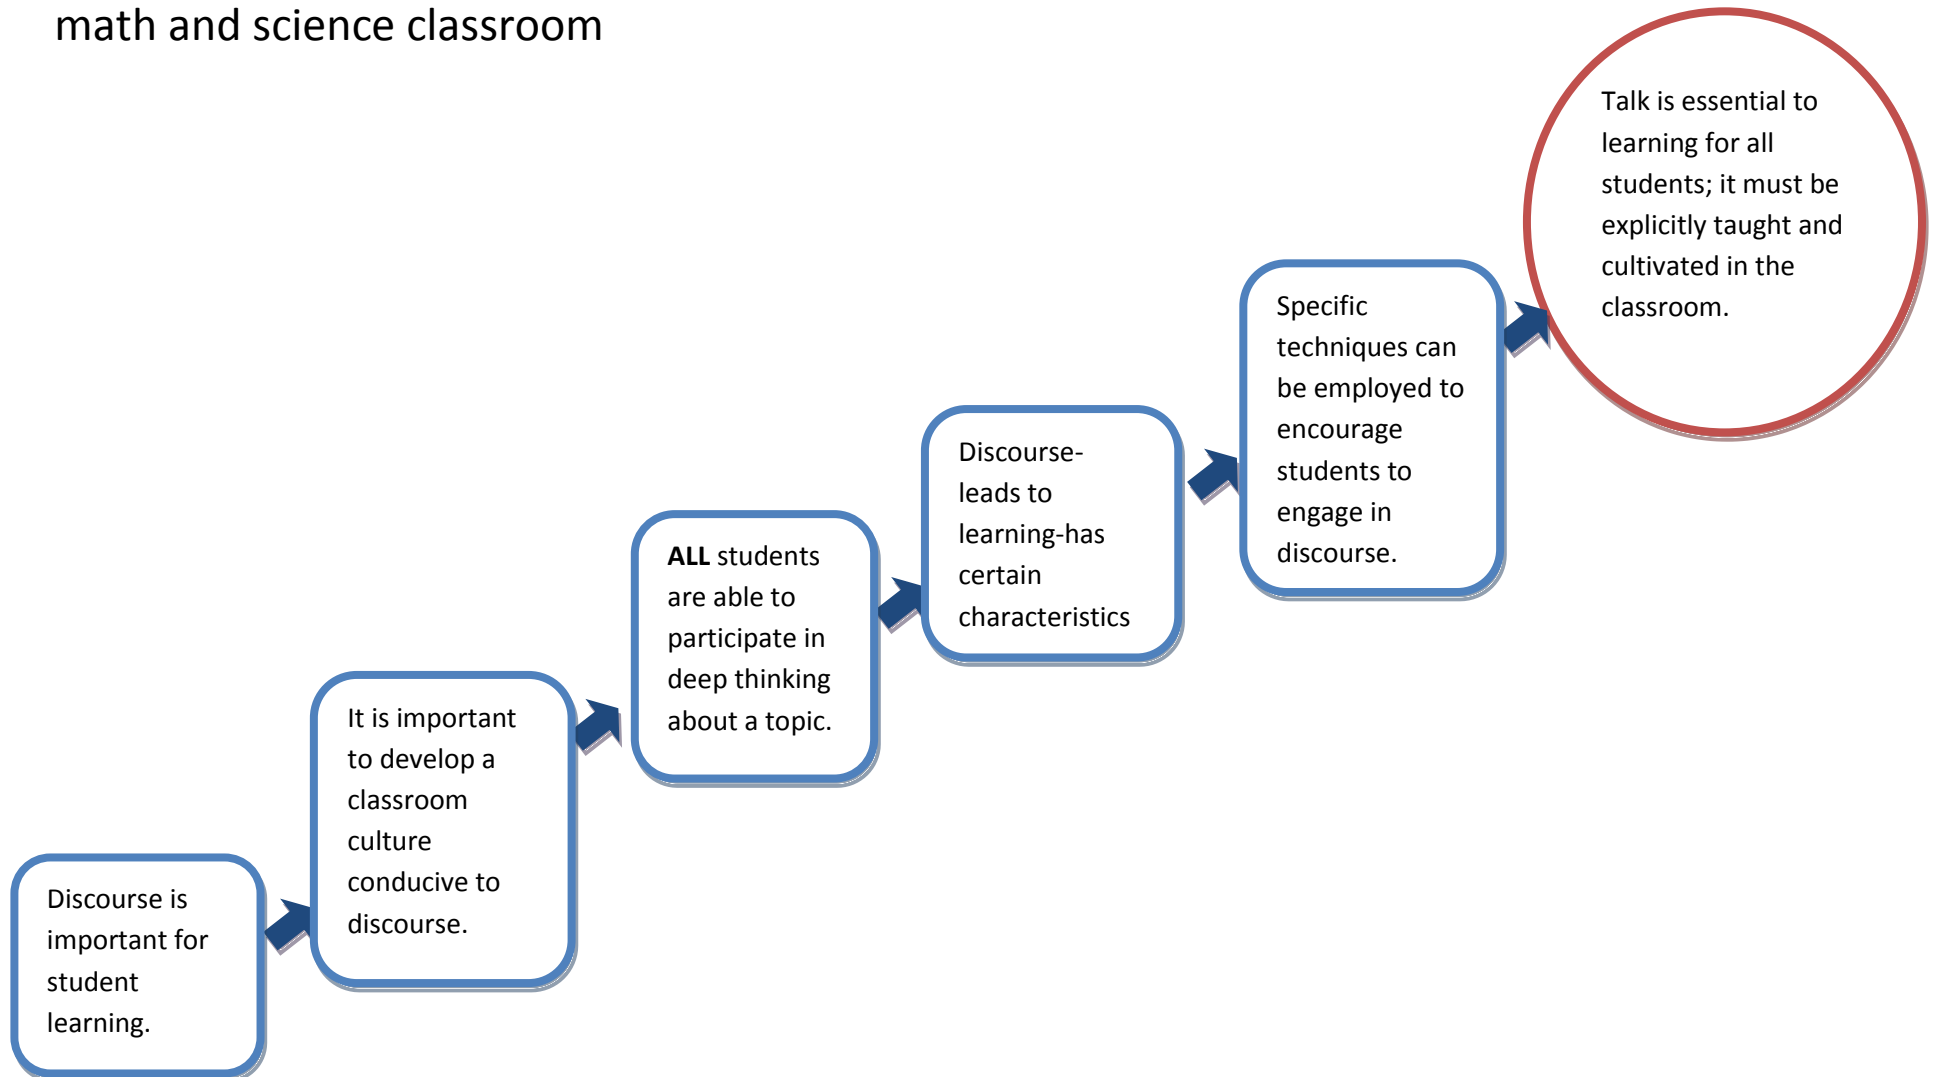 math and science classroom
Talk is essential to
learning for all
students; it must be
explicitly taught and
cultivated in the
classroom.
Specific
techniques can
be employed to
encourage
students to
engage in
discourse.
Discourse-
leads to
learning-has
certain
characteristics
ALL students
are able to
participate in
deep thinking
about a topic.
It is important
to develop a
classroom
culture
conducive to
discourse.
Discourse is
important for
student
learning.